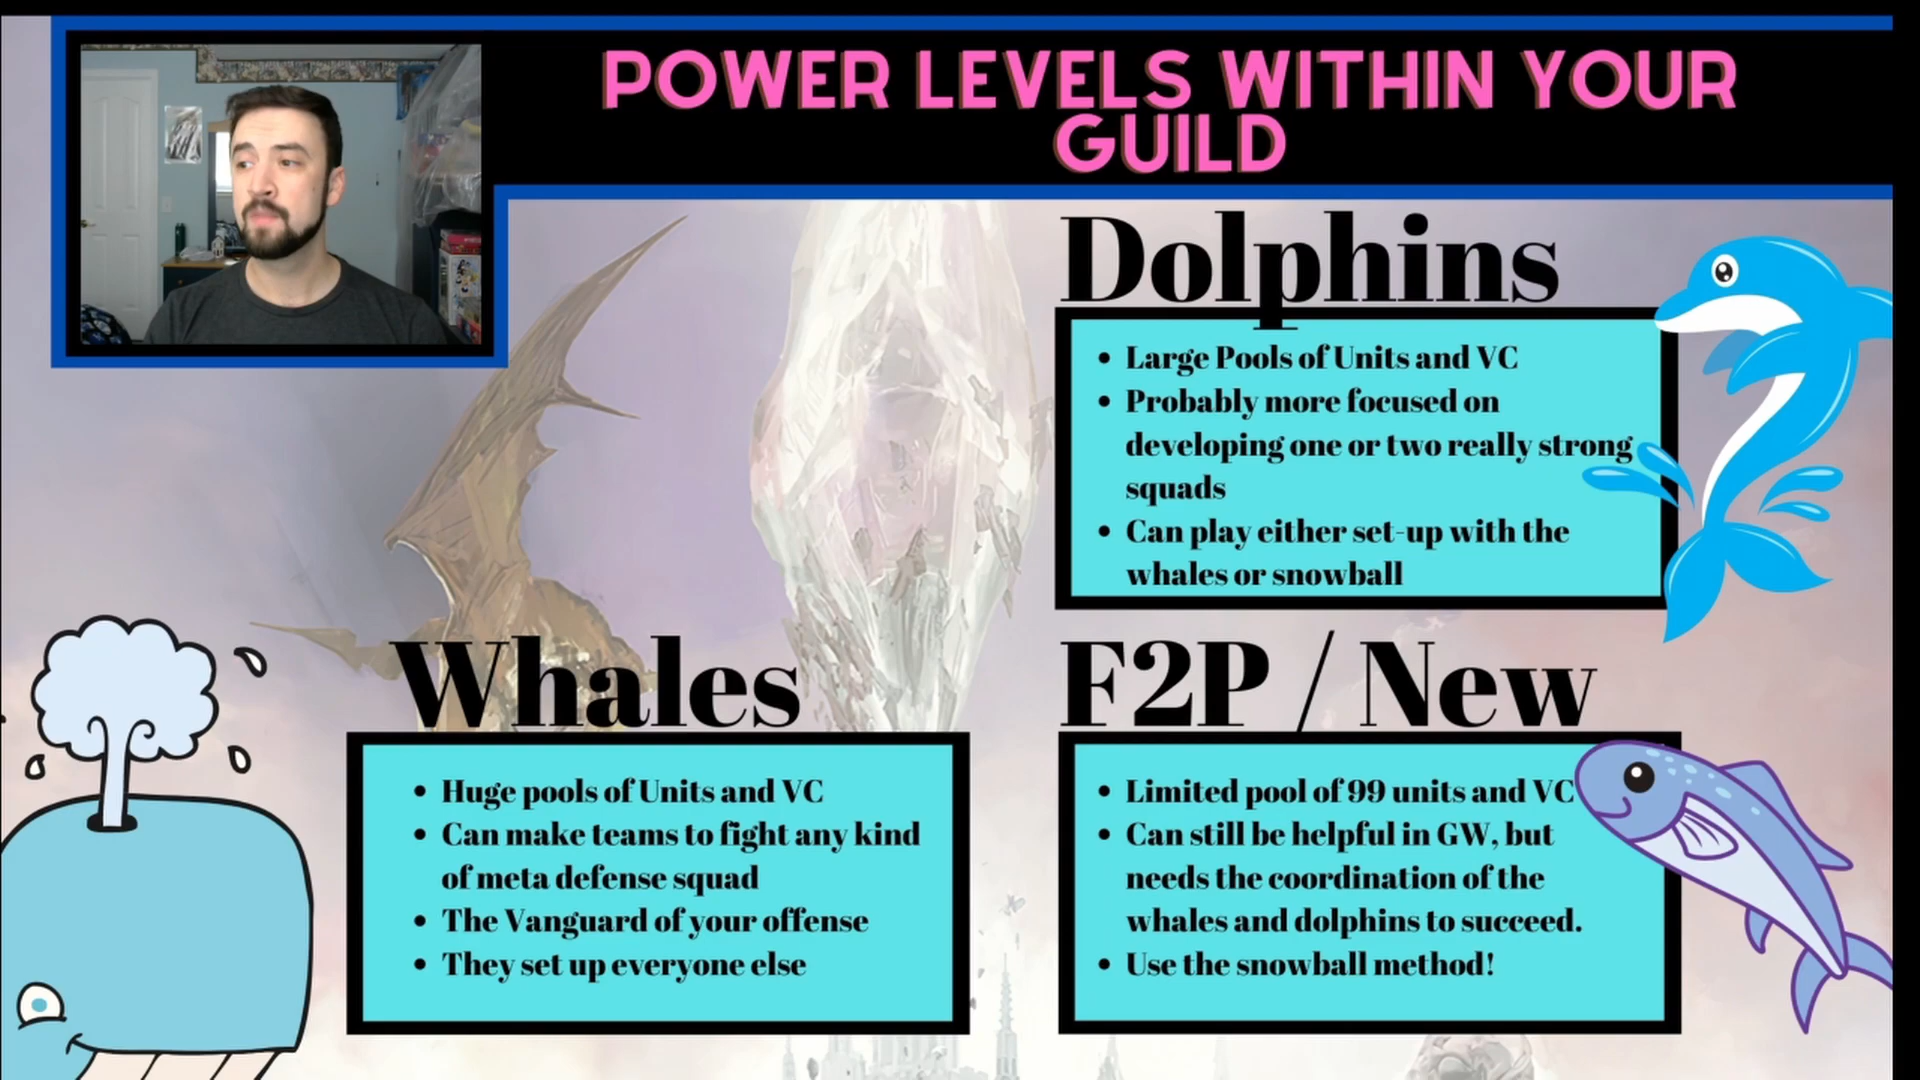 POWER LEVELS WITHIN YOUR
GUILD
Dolphins
• Large Pools of Units and VC
• Probably more focused on
developing one or two really strong
squads
• Can play either set-up with the
whales or snowball
Whales
• Huge pools of Units and VC
• Can make teams to fight any kind
of meta defense squad
• The Vanguard of your offense
• They set up everyone else
F2P / New
• Limited pool of 99 units and VC
• Can still be helpful in GW, but
needs the coordination of the
whales and dolphins to succeed.
• Use the snowball method!